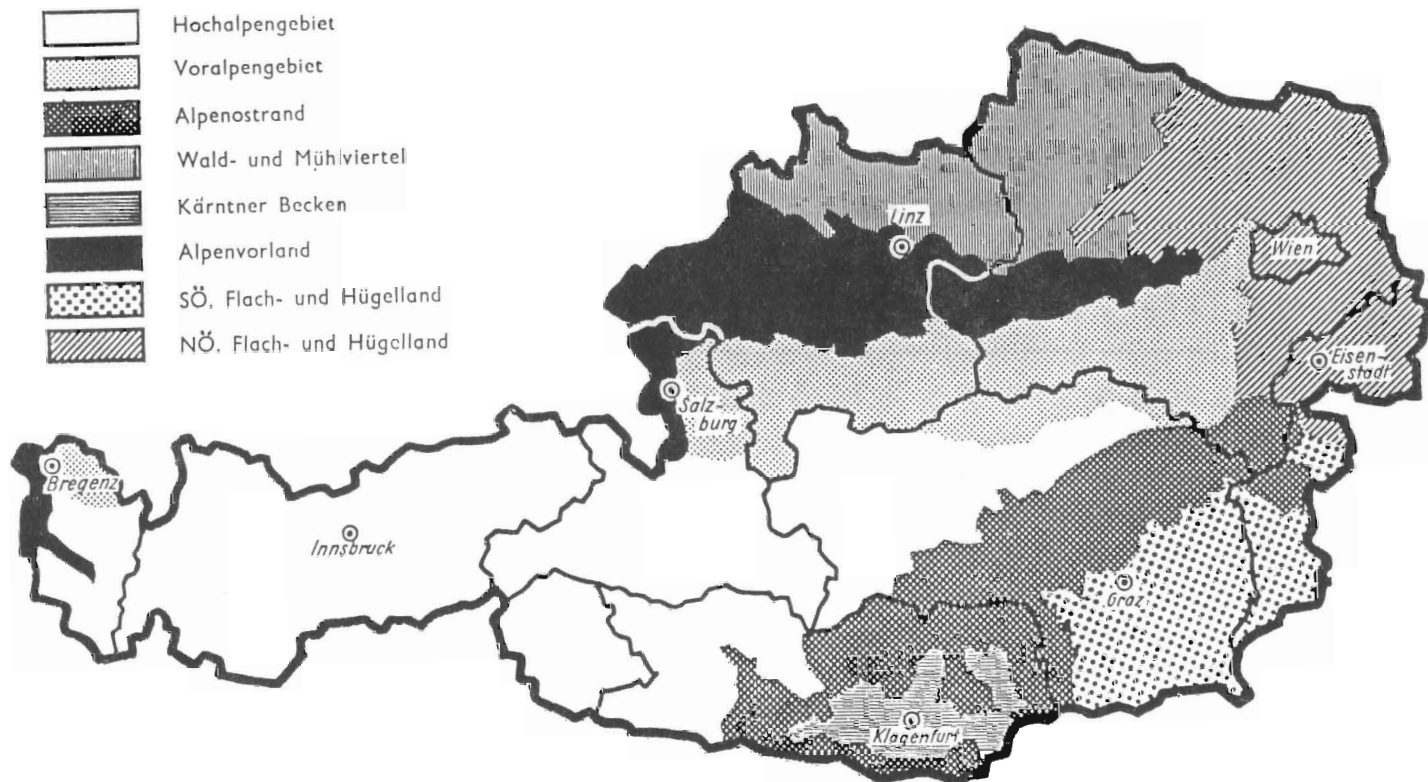 Hochalpengebiet
Voralpengebiet
Alpenostrand
Wald- und Mühlviertel
Kärntner Becken
Alpenvorland
SÖ. Flach- und Hügelland
NÖ. Flach- und Hügelland
Linz
Wien
Eisen-
stadt
Salz-
burg
Bregenz
Innsbruck
Graz
Klagenfurt